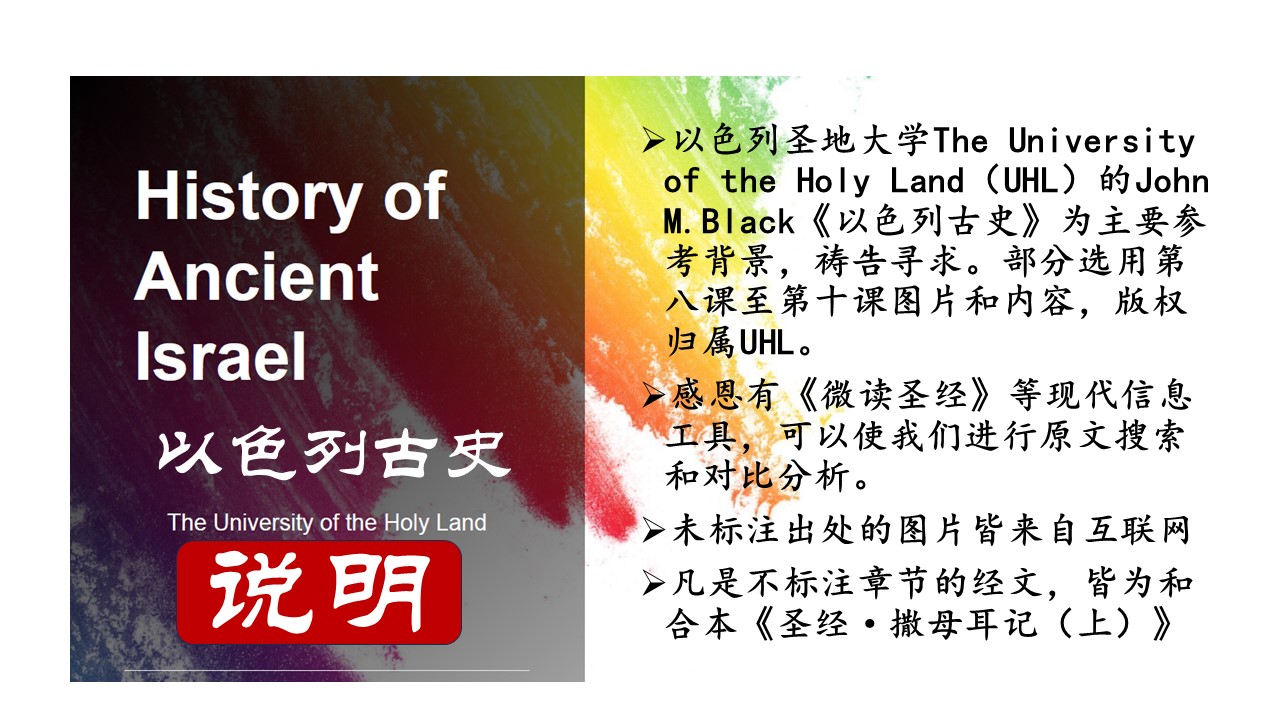 History of
Ancient
Israel
以色列古史
The University of the Holy Land
说明
➢以色列圣地大学The University
of the Holy Land（UHL）的John
M.Black《以色列古史》为主要参
考背景，祷告寻求。部分选用第
八课至第十课图片和内容，版权
归属UHL。
➢感恩有《微读圣经》等现代信息
工具，可以使我们进行原文搜索
和对比分析。
➢未标注出处的图片皆来自互联网
➢凡是不标注章节的经文，皆为和
合本《圣经·撒母耳记（上）》